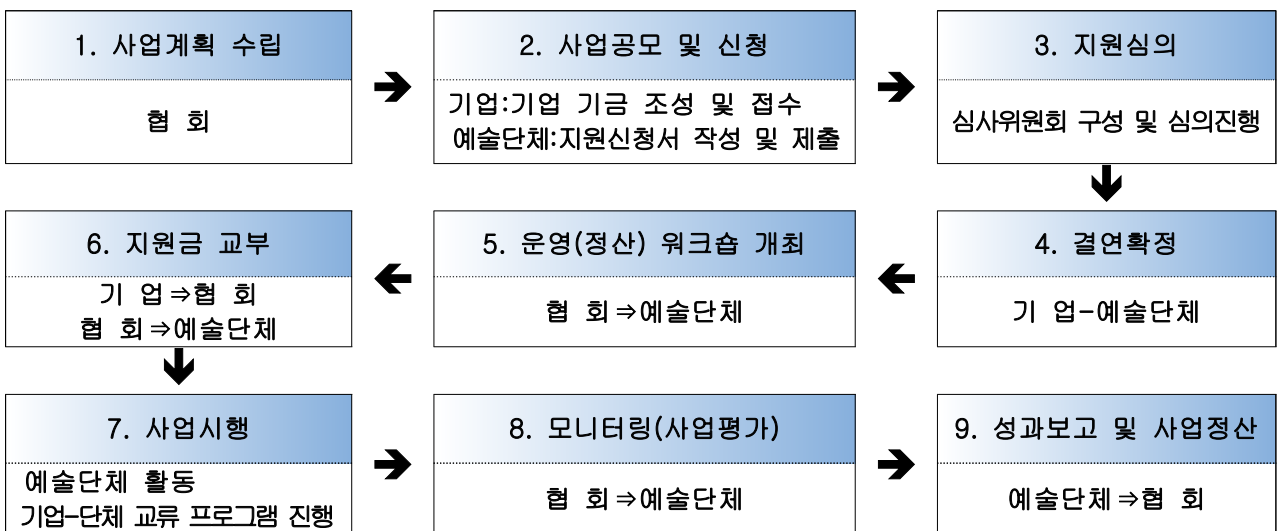 1. 사업계획 수립
협 회
2. 사업공모 및 신청
기업:기업 기금 조성 및 접수
예술단체:지원신청서 작성 및 제출
3. 지원심의
심사위원회 구성 및 심의진행
4. 결연확정
기 업-예술단체
5. 운영(정산) 워크숍 개최
협 회⇒예술단체
6. 지원금 교부
기 업⇒협 회
협 회⇒예술단체
7. 사업시행
예술단체 활동
기업-단체 교류 프로그램 진행
8. 모니터링(사업평가)
협 회⇒예술단체
9. 성과보고 및 사업정산
예술단체⇒협 회